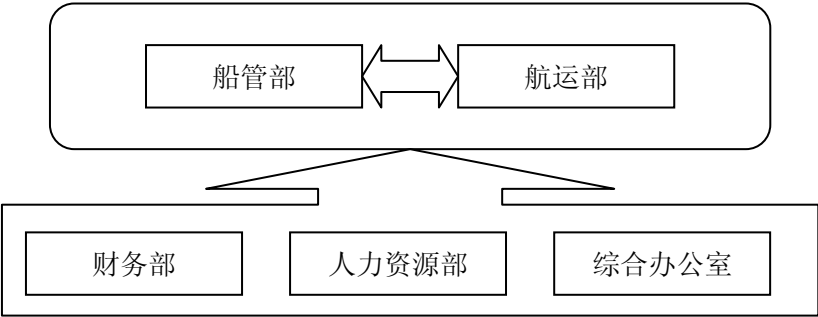 船管部
航运部
财务部
人力资源部
综合办公室